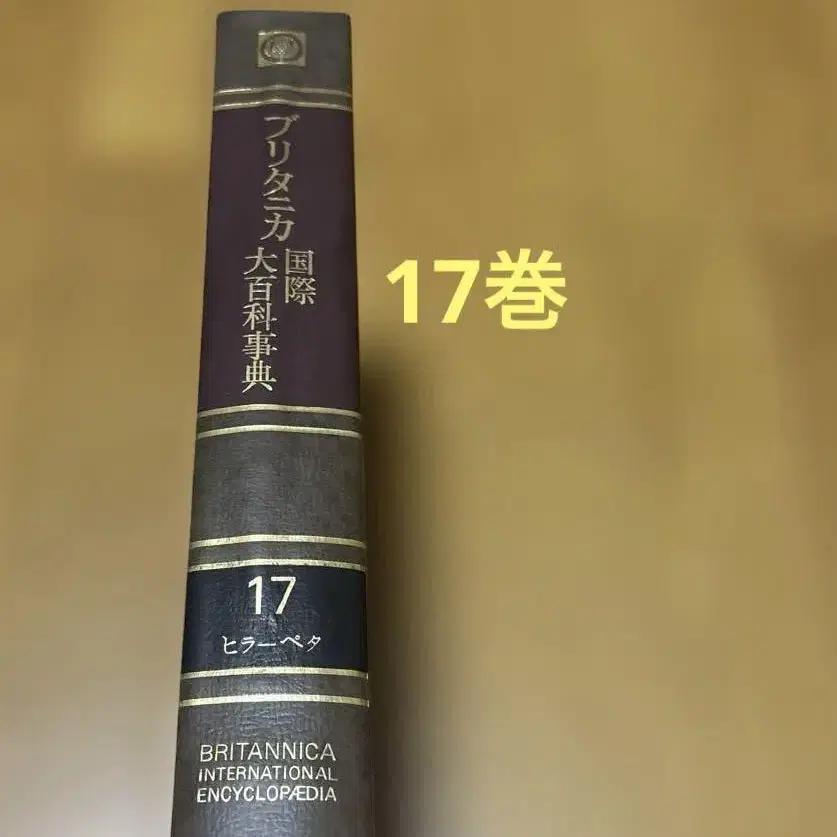 ブリタニカ
国際
大百科事典
17巻
17
ヒラーペタ
BRITANNICA
INTERNATIONAL
ENCYCLOPÆDIA